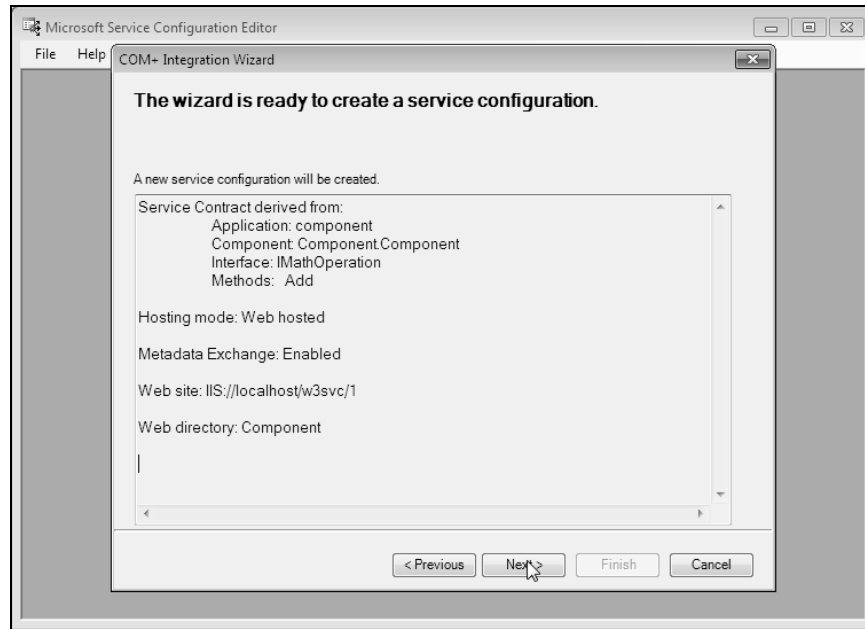 Microsoft Service Configuration Editor
File Help
COM+ Integration Wizard
The wizard is ready to create a service configuration.
A new service configuration will be created.
Service Contract derived from:
Application: component
Component: Component.Component
Interface: IMathOperation
Methods: Add
Hosting mode: Web hosted
Metadata Exchange: Enabled
Web site: IIS://localhost/w3svc/1
Web directory: Component
< Previous Next > Finish Cancel